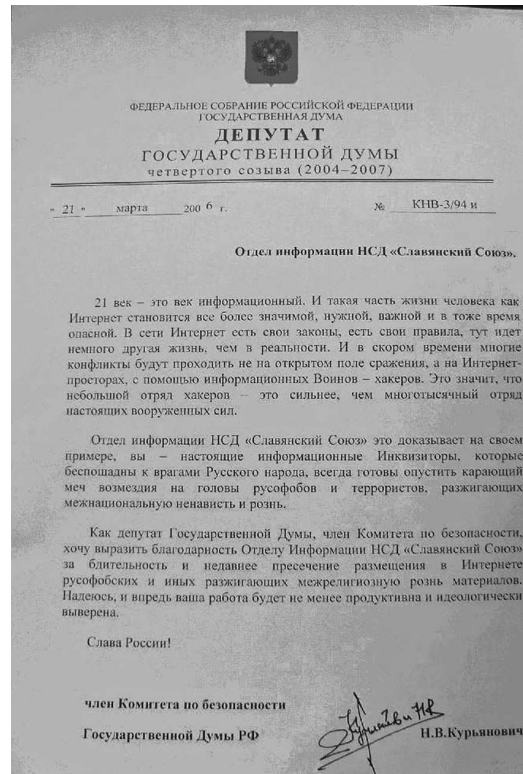 ФЕДЕРАЛЬНОЕ СОБРАНИЕ РОССИЙСКОЙ ФЕДЕРАЦИИ
ГОСУДАРСТВЕННАЯ ДУМА
ДЕПУТАТ
ГОСУДАРСТВЕННОЙ ДУМЫ
четвертого созыва (2004–2007)
" 21 " марта 2006 г. № КНВ-3/94 и
Отдел информации НСД «Славянский Союз».
21 век – это век информационный. И такая часть жизни человека как
Интернет становится все более значимой, нужной, важной и в тоже время
опасной. В сети Интернет есть свои законы, есть свои правила, тут идет
немного другая жизнь, чем в реальности. И в скором времени многие
конфликты будут проходить не на открытом поле сражения, а на Интернет-
просторах, с помощью информационных Воинов – хакеров. Это значит, что
небольшой отряд хакеров – это сильнее, чем многотысячный отряд
настоящих вооруженных сил.
Отдел информации НСД «Славянский Союз» это доказывает на своем
примере, вы – настоящие информационные Инквизиторы, которые
беспощадны к врагами Русского народа, всегда готовы опустить карающий
меч возмездия на головы русофобов и террористов, разжигающих
межнациональную ненависть и рознь.
Как депутат Государственной Думы, член Комитета по безопасности,
хочу выразить благодарность Отделу Информации НСД «Славянский Союз»
за бдительность и недавнее пресечение размещения в Интернете
русофобских и иных разжигающих межрелигиозную рознь материалов.
Надеюсь, и впредь ваша работа будет не менее продуктивна и идеологически
выверена.
Слава России!
член Комитета по безопасности
Государственной Думы РФ Н.В.Курьянович